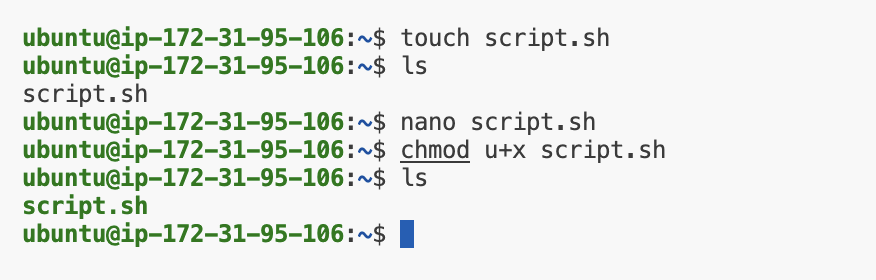 ubuntu@ip-172-31-95-106:~$ touch script.sh
ubuntu@ip-172-31-95-106:~$ ls
script.sh
ubuntu@ip-172-31-95-106:~$ nano script.sh
ubuntu@ip-172-31-95-106:~$ chmod u+x script.sh
ubuntu@ip-172-31-95-106:~$ ls
script.sh
ubuntu@ip-172-31-95-106:~$